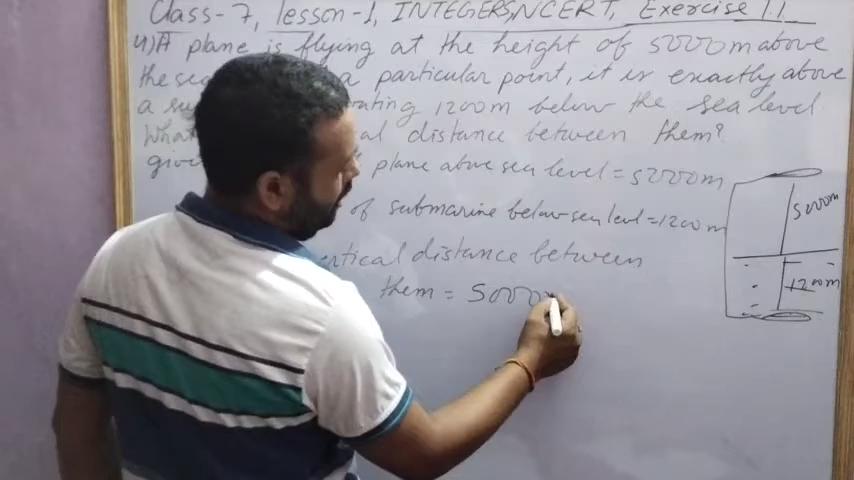 Class-7, lesson-1, INTEGERS, NCERT, Exercise 1.1
4) A plane is flying at the height of 5000m above
the sea a particular point, it is exactly above
a su ating 1200m below the sea level
What al distance between them?
give plane above sea level = 5000m
of submarine below sea level = 1200m
ertical distance between
them = 5000m
5000m
1200m